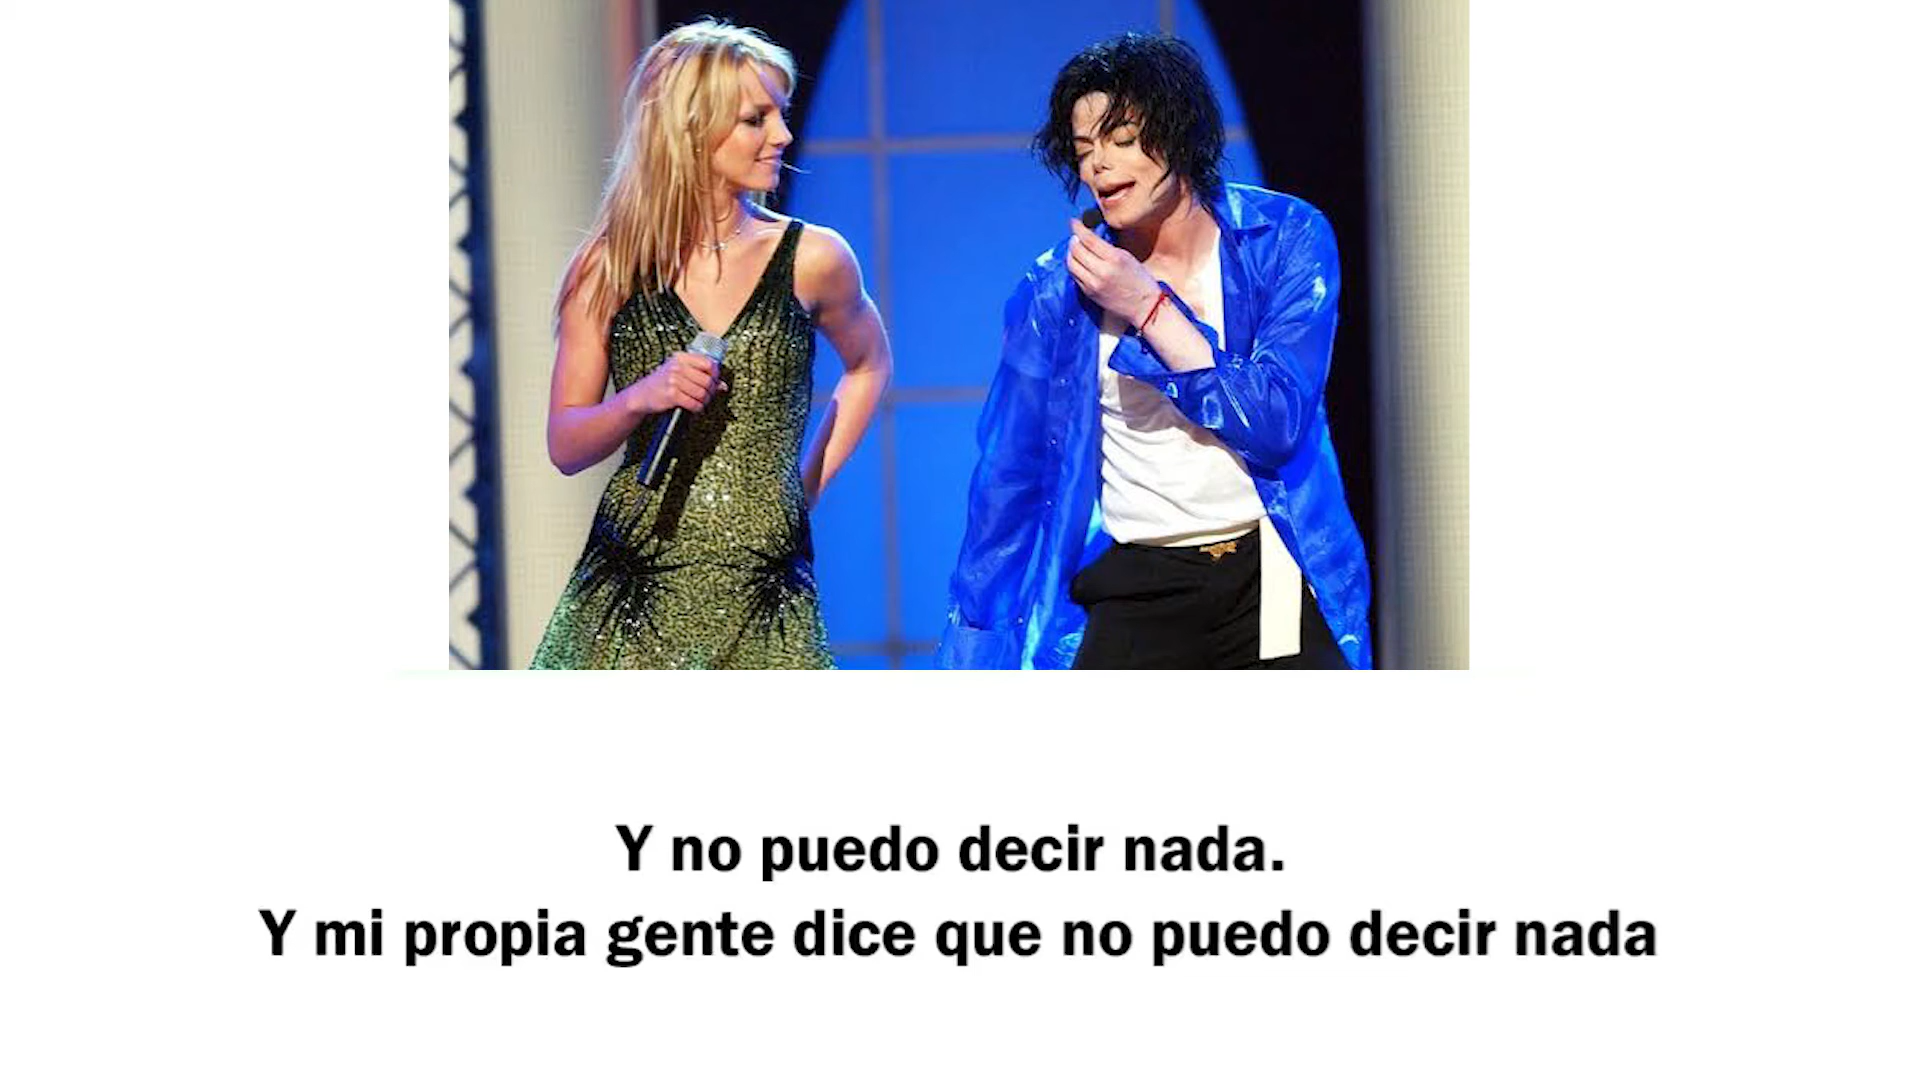 Y no puedo decir nada.
Y mi propia gente dice que no puedo decir nada